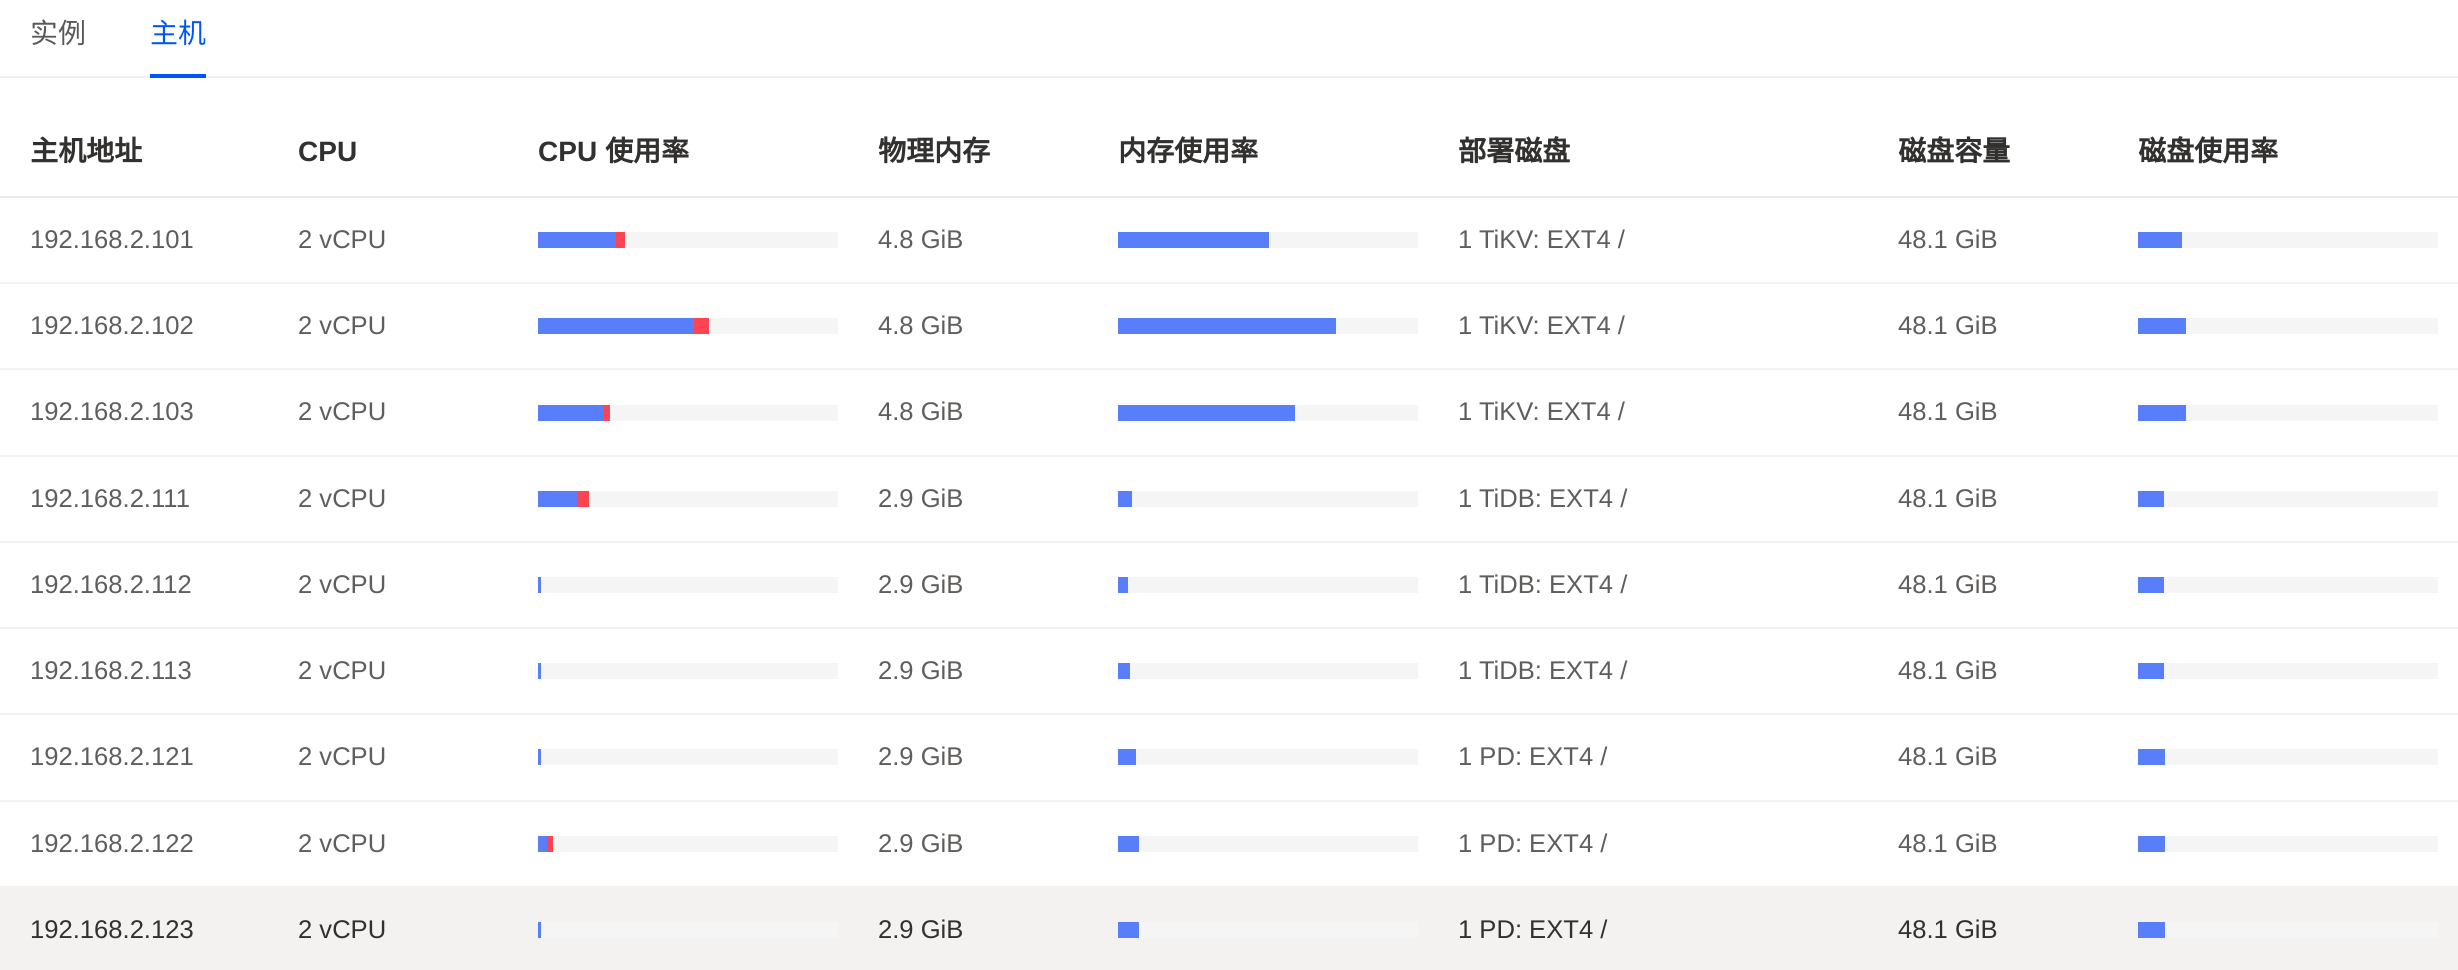 实例 主机
主机地址 CPU CPU 使用率 物理内存 内存使用率 部署磁盘 磁盘容量 磁盘使用率
192.168.2.101 2 vCPU 4.8 GiB 1 TiKV: EXT4 / 48.1 GiB
192.168.2.102 2 vCPU 4.8 GiB 1 TiKV: EXT4 / 48.1 GiB
192.168.2.103 2 vCPU 4.8 GiB 1 TiKV: EXT4 / 48.1 GiB
192.168.2.111 2 vCPU 2.9 GiB 1 TiDB: EXT4 / 48.1 GiB
192.168.2.112 2 vCPU 2.9 GiB 1 TiDB: EXT4 / 48.1 GiB
192.168.2.113 2 vCPU 2.9 GiB 1 TiDB: EXT4 / 48.1 GiB
192.168.2.121 2 vCPU 2.9 GiB 1 PD: EXT4 / 48.1 GiB
192.168.2.122 2 vCPU 2.9 GiB 1 PD: EXT4 / 48.1 GiB
192.168.2.123 2 vCPU 2.9 GiB 1 PD: EXT4 / 48.1 GiB